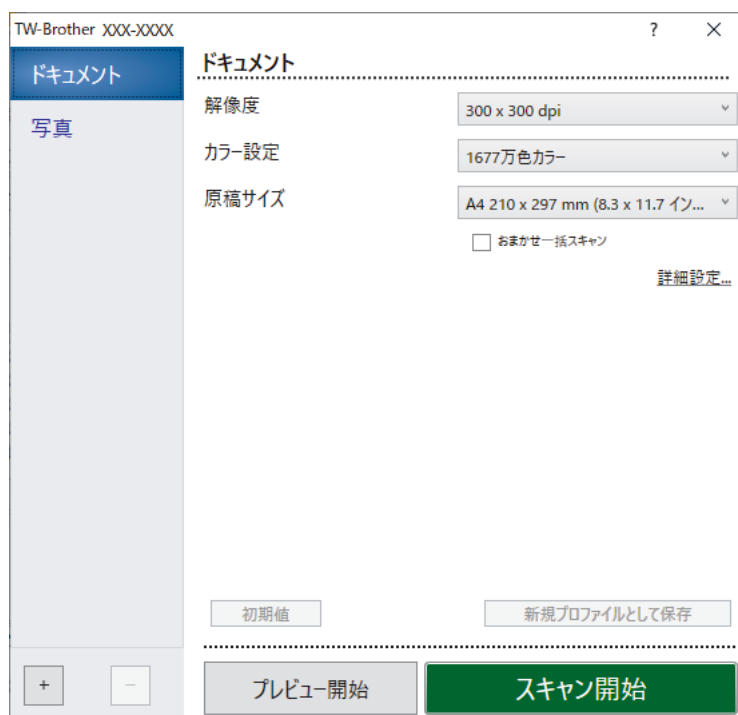 TW-Brother XXX-XXXX ? ×
ドキュメント
写真
ドキュメント
解像度 300 x 300 dpi
カラー設定 1677万色カラー
原稿サイズ A4 210 x 297 mm (8.3 x 11.7 イン...
おまかせ一括スキャン
詳細設定...
初期値 新規プロファイルとして保存
+ − プレビュー開始 スキャン開始